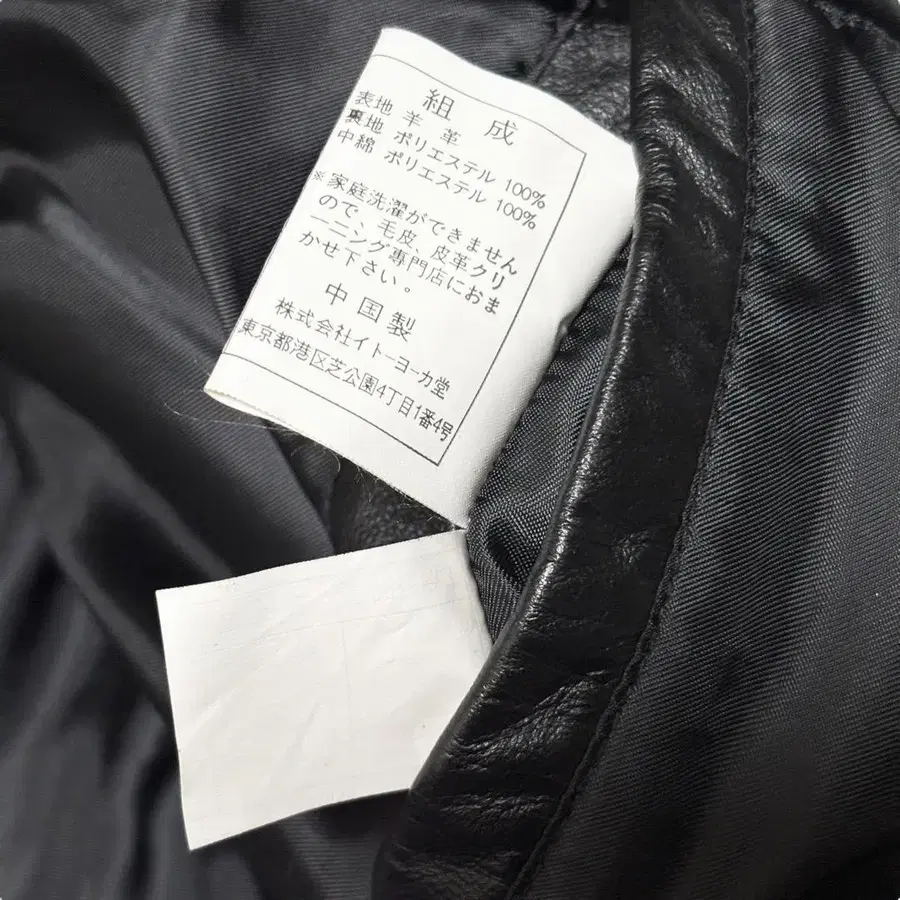 組成
表地 羊革
裏地 ポリエステル 100%
中綿 ポリエステル 100%
※家庭洗濯ができません
ので、毛皮、皮革クリ
ーニング專門店におま
かせ下さい。
中国製
株式会社イトーヨーカ堂
東京都港区芝公園4丁目1番4号